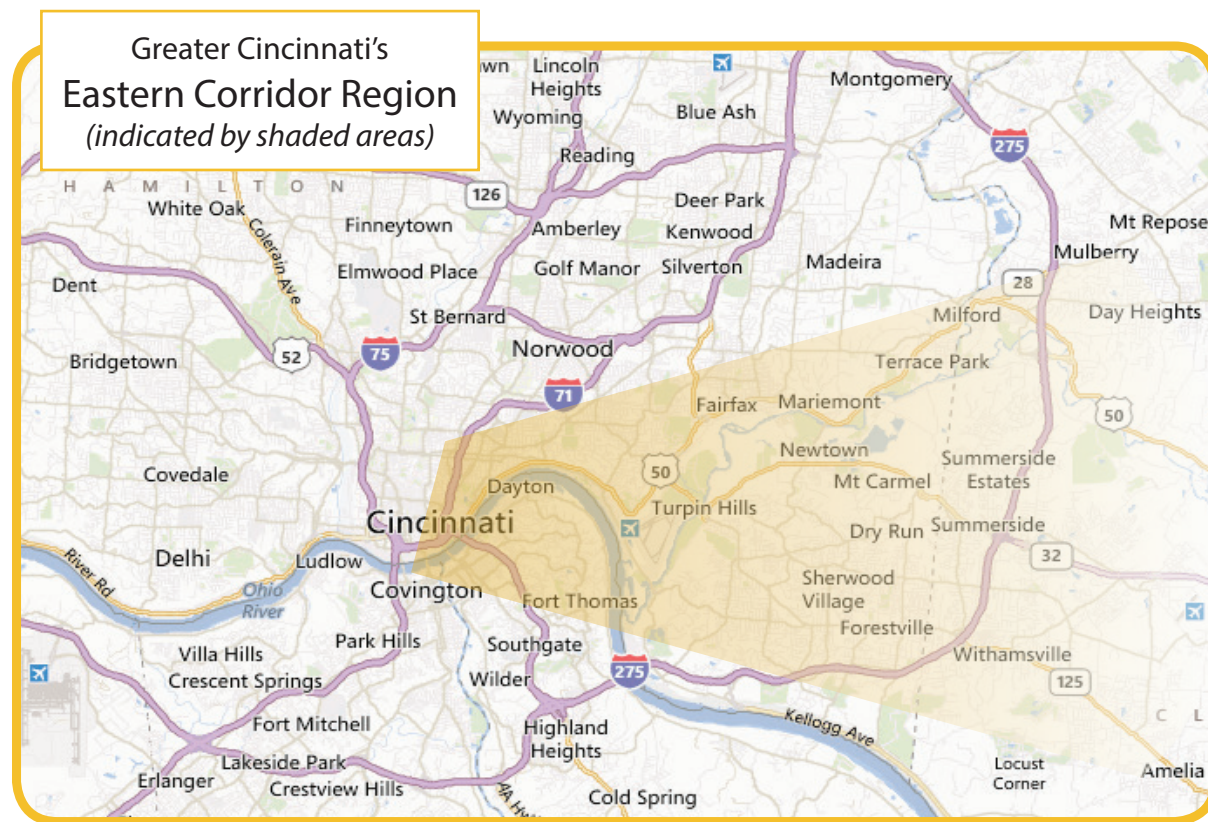 Greater Cincinnati's
Eastern Corridor Region
(indicated by shaded areas)
Lincoln
Heights
Montgomery
Wyoming
Blue Ash
275
Reading
HAMILTON
126
White Oak
Deer Park
Finneytown
Amberley
Kenwood
Mt Repose
Colerain Ave
Elmwood Place
Golf Manor
Silverton
Madeira
Mulberry
Dent
28
St Bernard
Milford
Day Heights
52
75
Norwood
Bridgetown
Terrace Park
71
Fairfax
Mariemont
50
Newtown
Covedale
50
Summerside
Estates
Dayton
Mt Carmel
Turpin Hills
Cincinnati
Dry Run
Summerside
Delhi
Ludlow
32
River Rd
Ohio
River
Covington
Sherwood
Village
Fort Thomas
Forestville
Park Hills
Southgate
Villa Hills
Withamsville
Crescent Springs
Wilder
275
125
Fort Mitchell
Highland
Heights
Kellogg Ave
C L
Lakeside Park
Locust
Corner
Erlanger
Crestview Hills
Amelia
Cold Spring